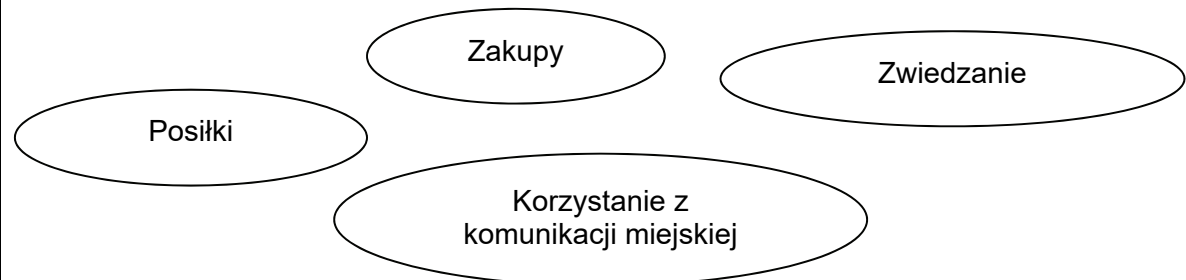 Zakupy
Zwiedzanie
Posiłki
Korzystanie z
komunikacji miejskiej